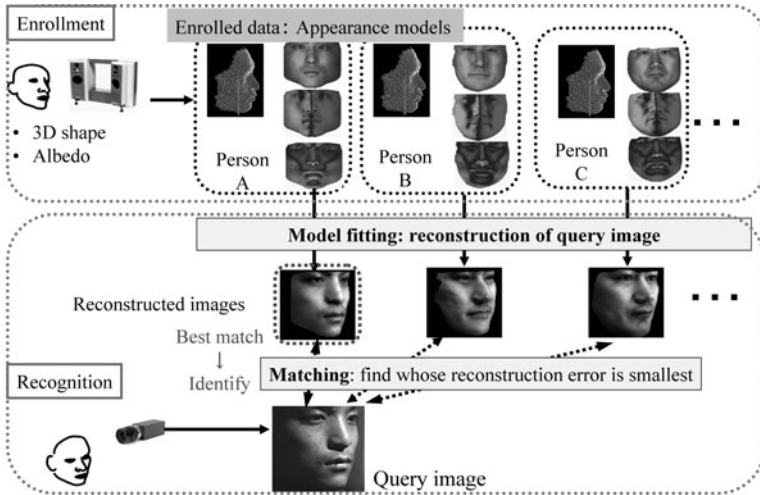 Enrollment
Enrolled data: Appearance models
• 3D shape
• Albedo
Person
A
Person
B
Person
C
Model fitting: reconstruction of query image
Reconstructed images
Best match
Identify
Matching: find whose reconstruction error is smallest
Recognition
Query image